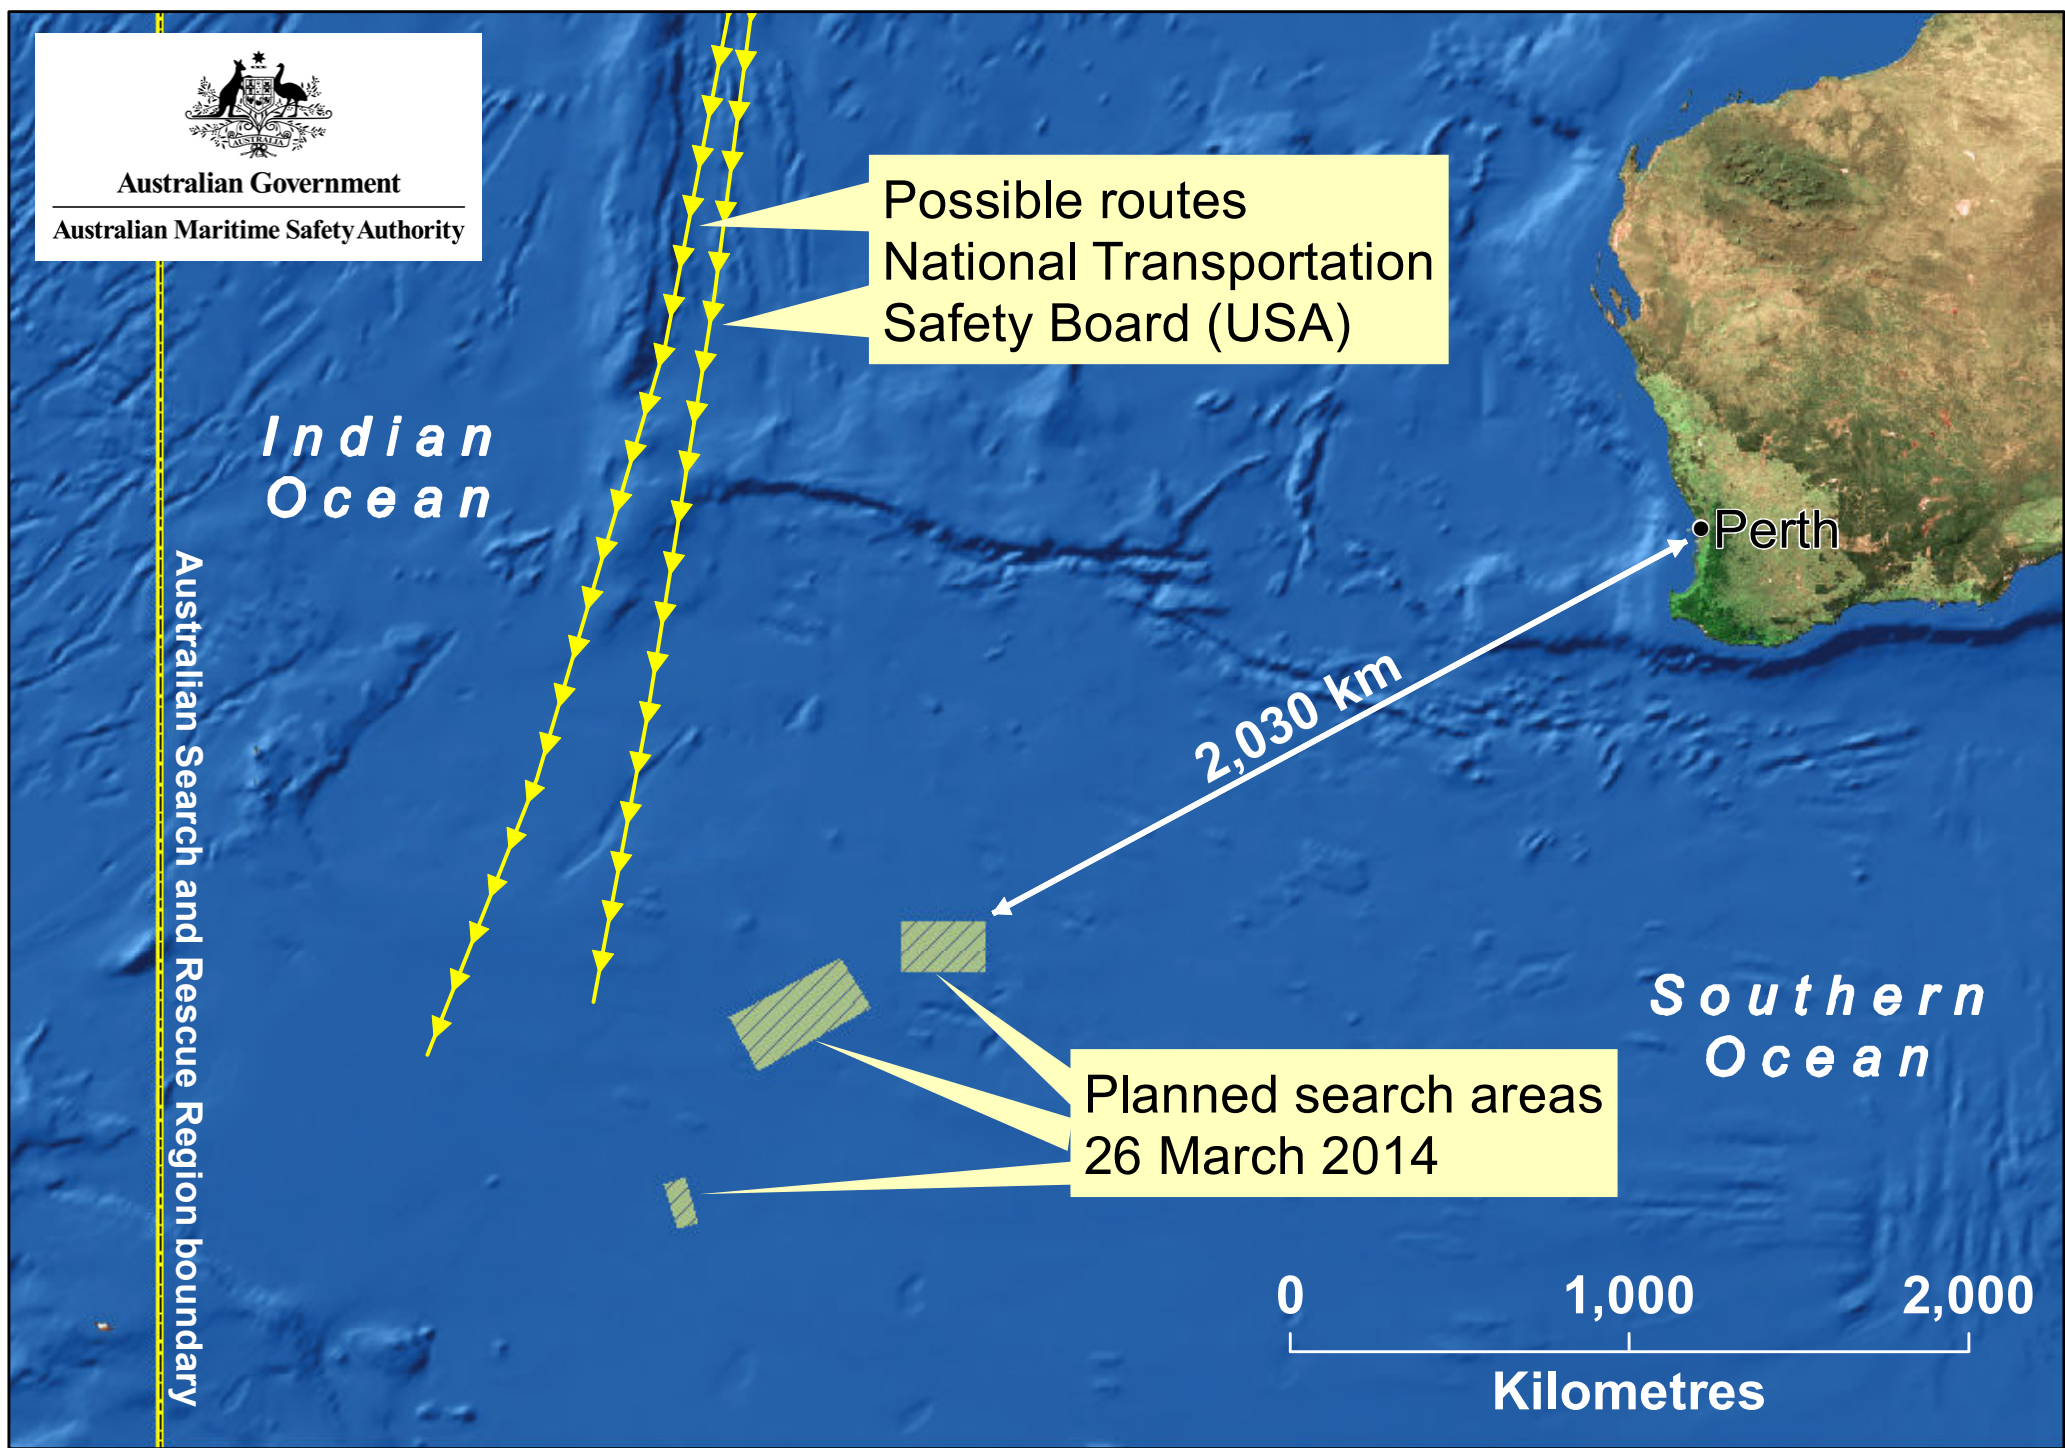 AUSTRALIA
Australian Government
Australian Maritime Safety Authority
Possible routes
National Transportation
Safety Board (USA)
Indian
Ocean
Perth
Australian Search and Rescue Region boundary
2,030 km
Southern
Ocean
Planned search areas
26 March 2014
0 1,000 2,000
Kilometres